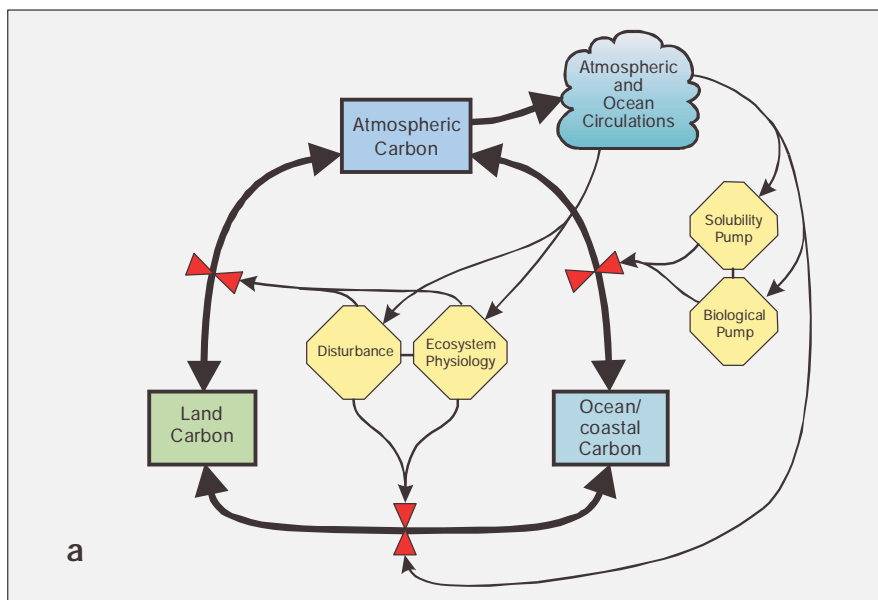 Atmospheric
and
Ocean
Circulations
Atmospheric
Carbon
Solubility
Pump
Biological
Pump
Disturbance
Ecosystem
Physiology
Land
Carbon
Ocean/
coastal
Carbon
a